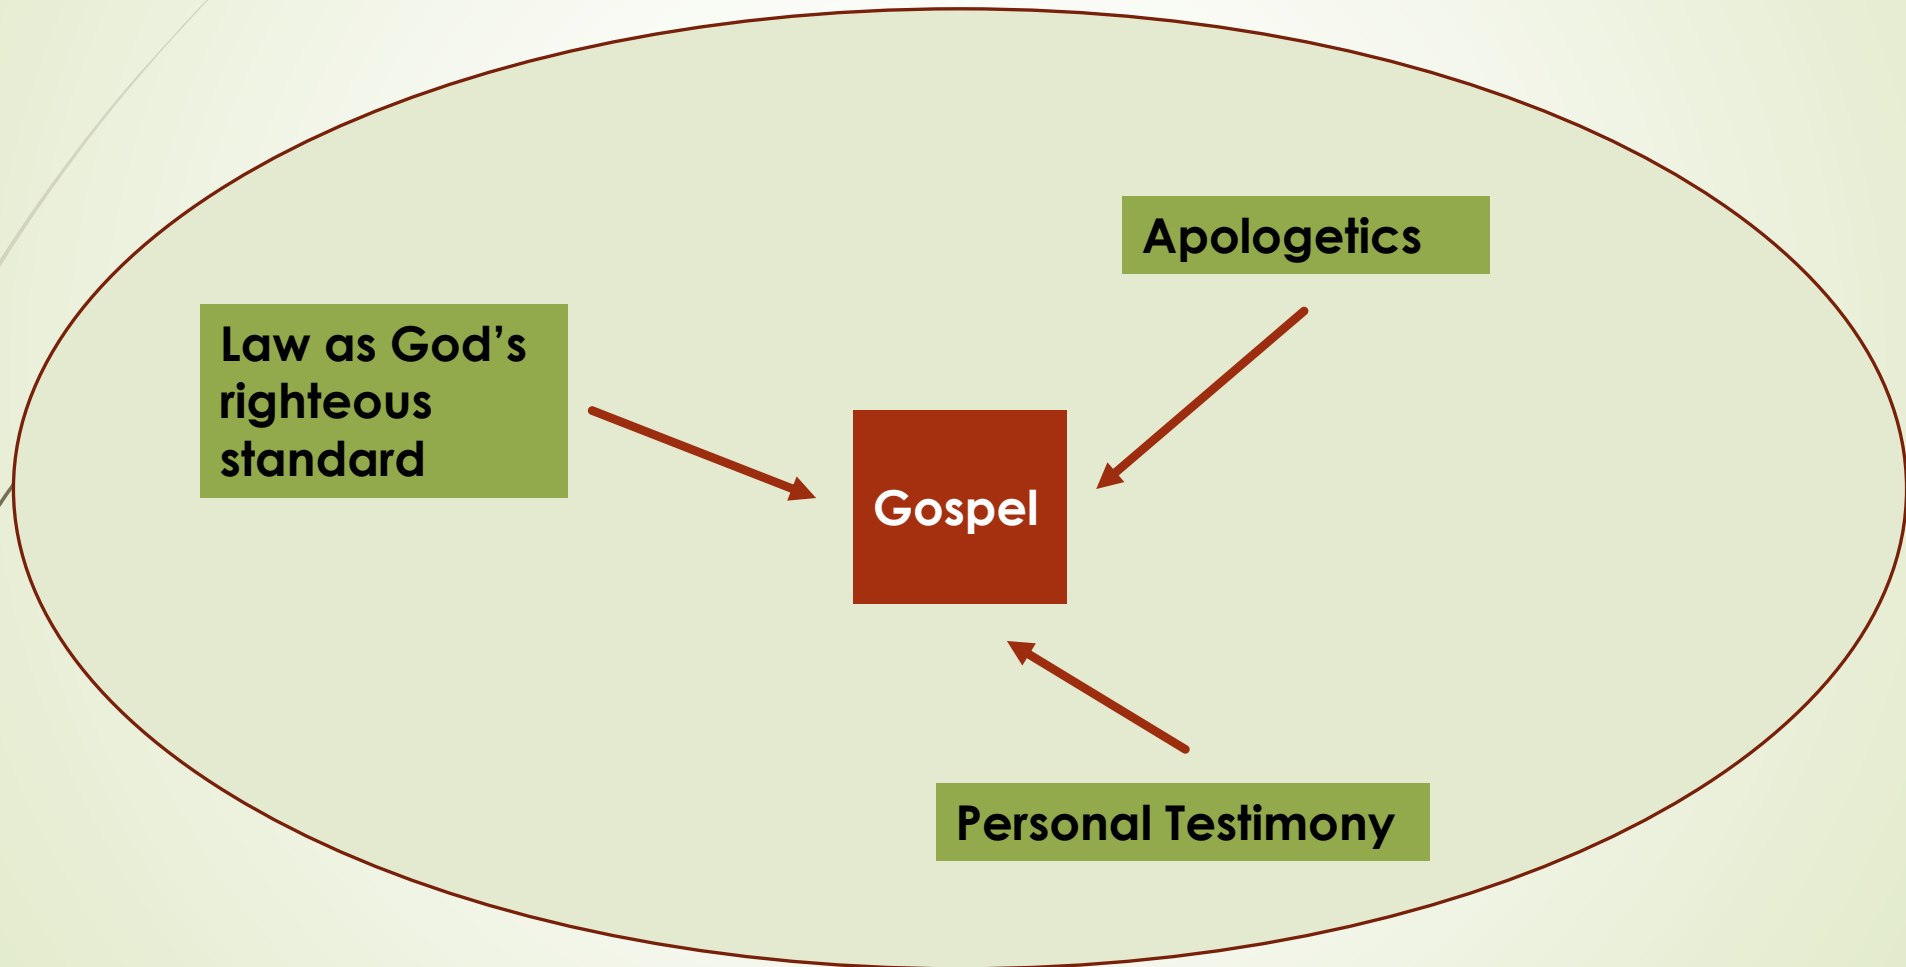 Apologetics
Law as God’s
righteous
standard
Gospel
Personal Testimony